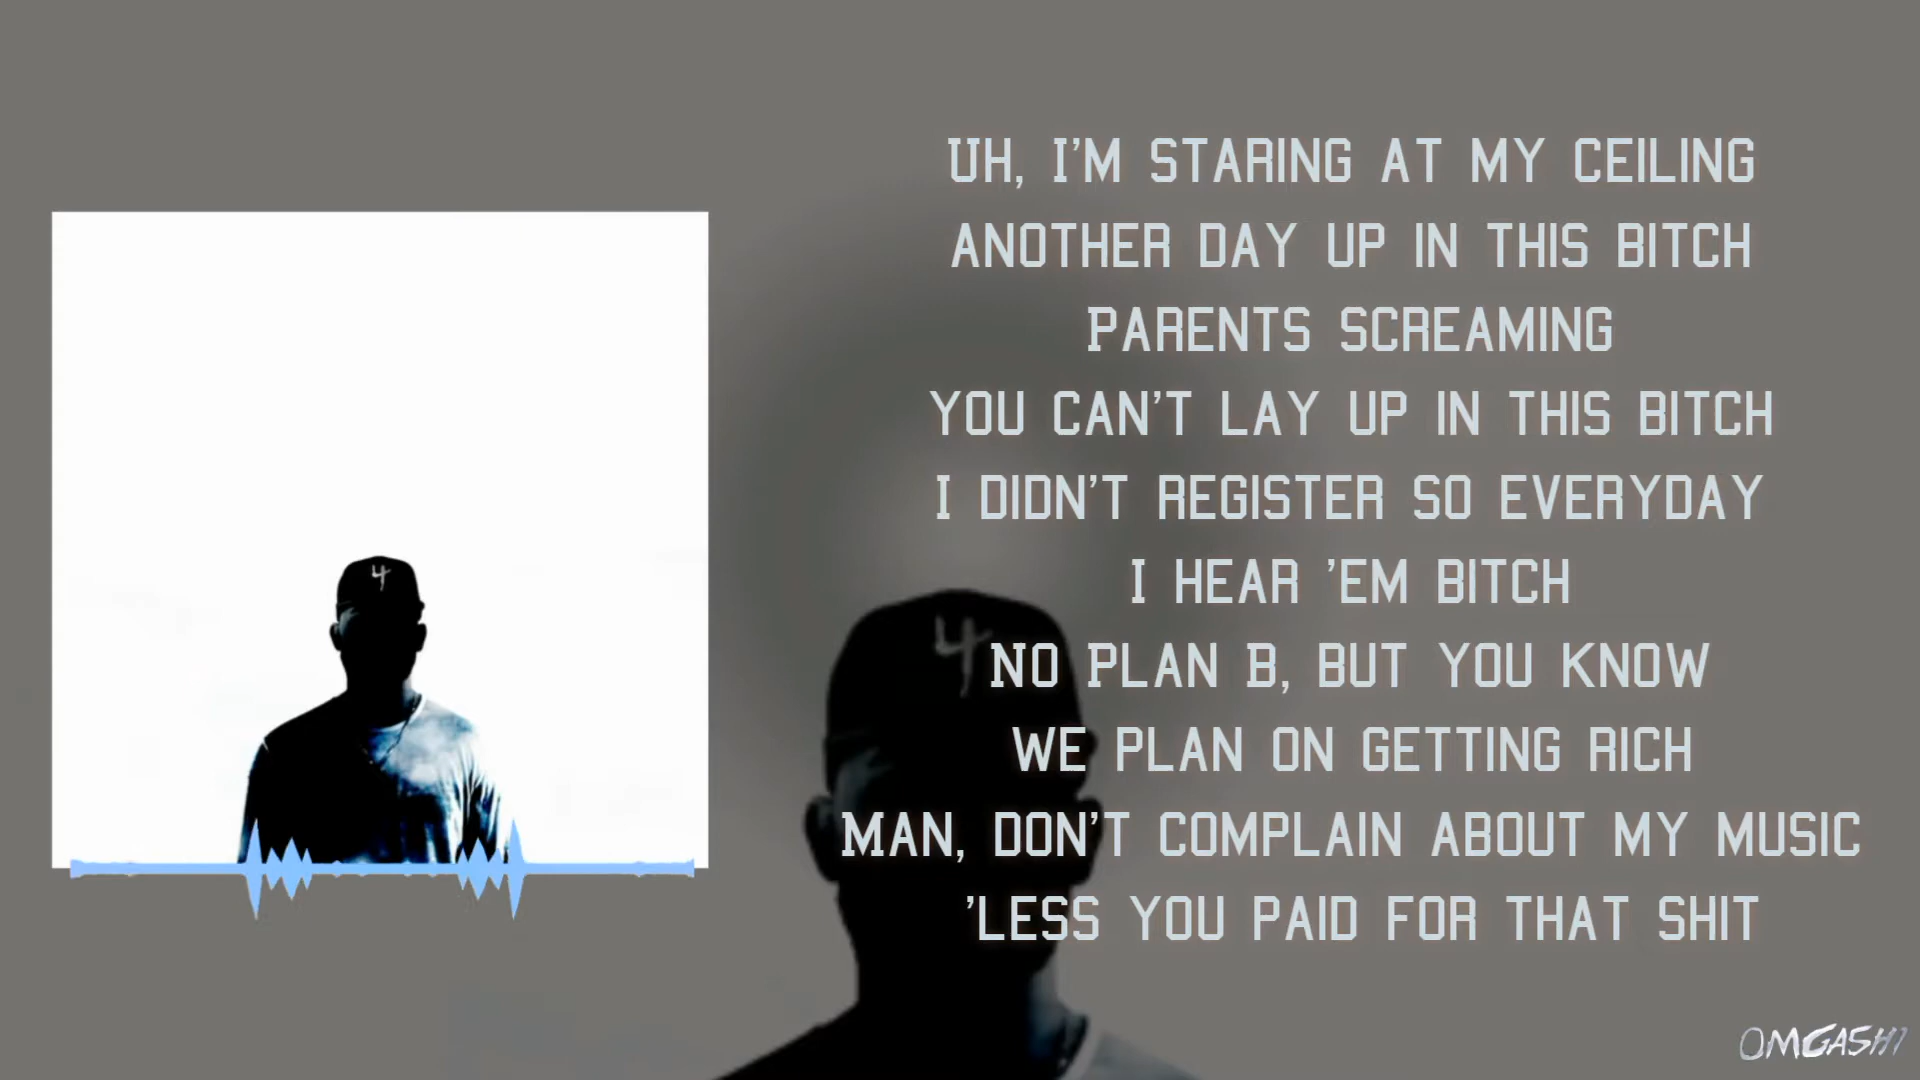 UH, I'M STARING AT MY CEILING
ANOTHER DAY UP IN THIS BITCH
PARENTS SCREAMING
YOU CAN'T LAY UP IN THIS BITCH
I DIDN'T REGISTER SO EVERYDAY
I HEAR 'EM BITCH
NO PLAN B, BUT YOU KNOW
WE PLAN ON GETTING RICH
MAN, DON'T COMPLAIN ABOUT MY MUSIC
'LESS YOU PAID FOR THAT SHIT
4
4
OMGASHI